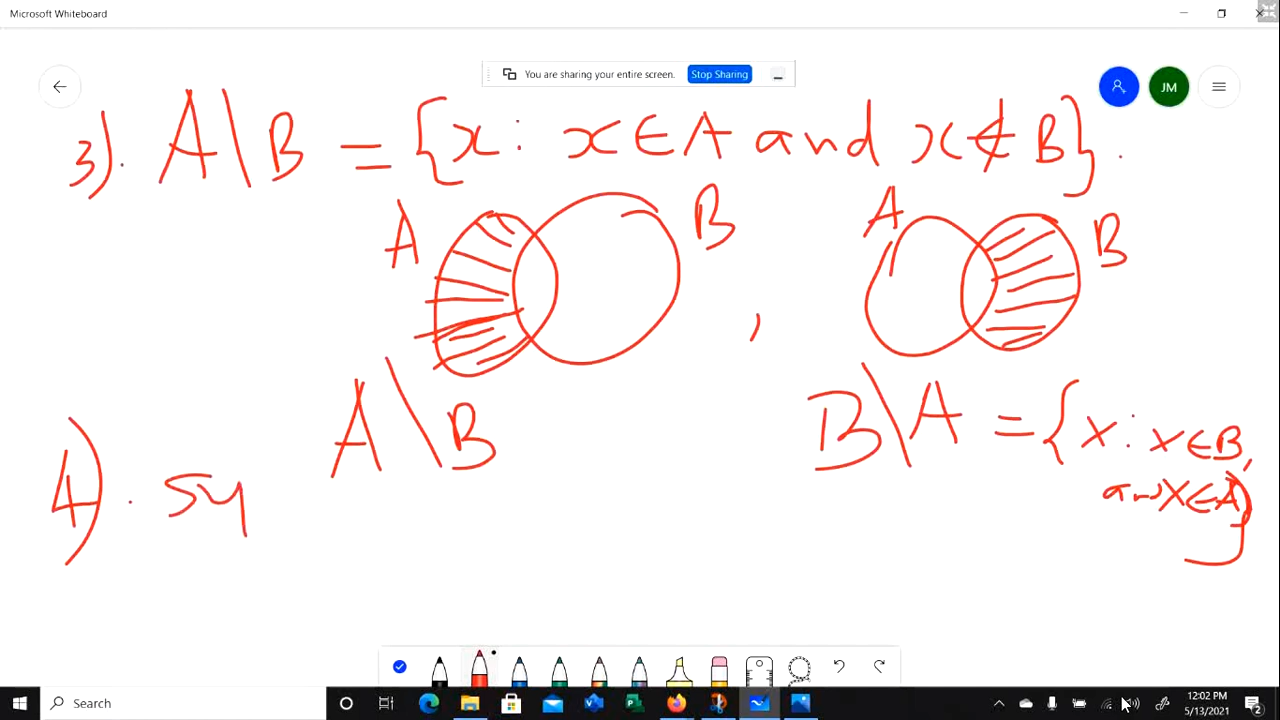 Microsoft Whiteboard
You are sharing your entire screen. Stop Sharing
JM
3). A\B = {x: x∈A and x∉B}.
A B , A B
A\B
B\A = {x: x∈B,
and x∈A}
4). sy
Search
12:02 PM
5/13/2021
2